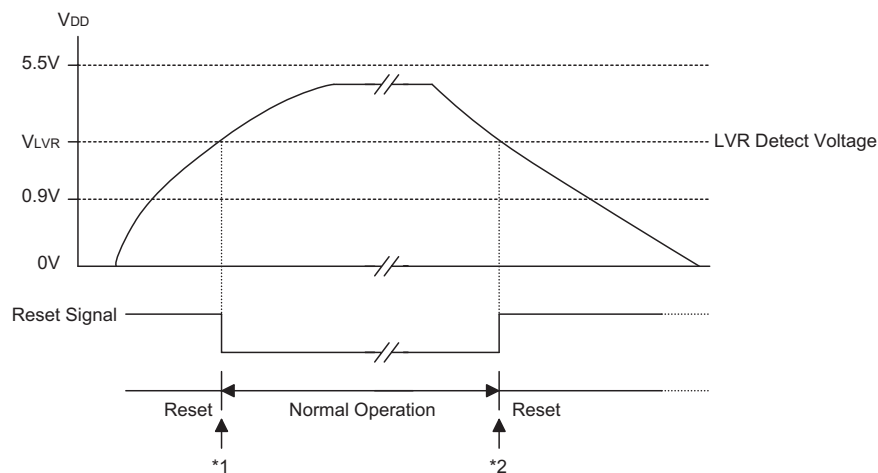 VDD
5.5V
VLVR
LVR Detect Voltage
0.9V
0V
Reset Signal
Reset
Normal Operation
Reset
*1
*2